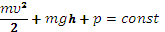 mv²/2 + mgh + p = const